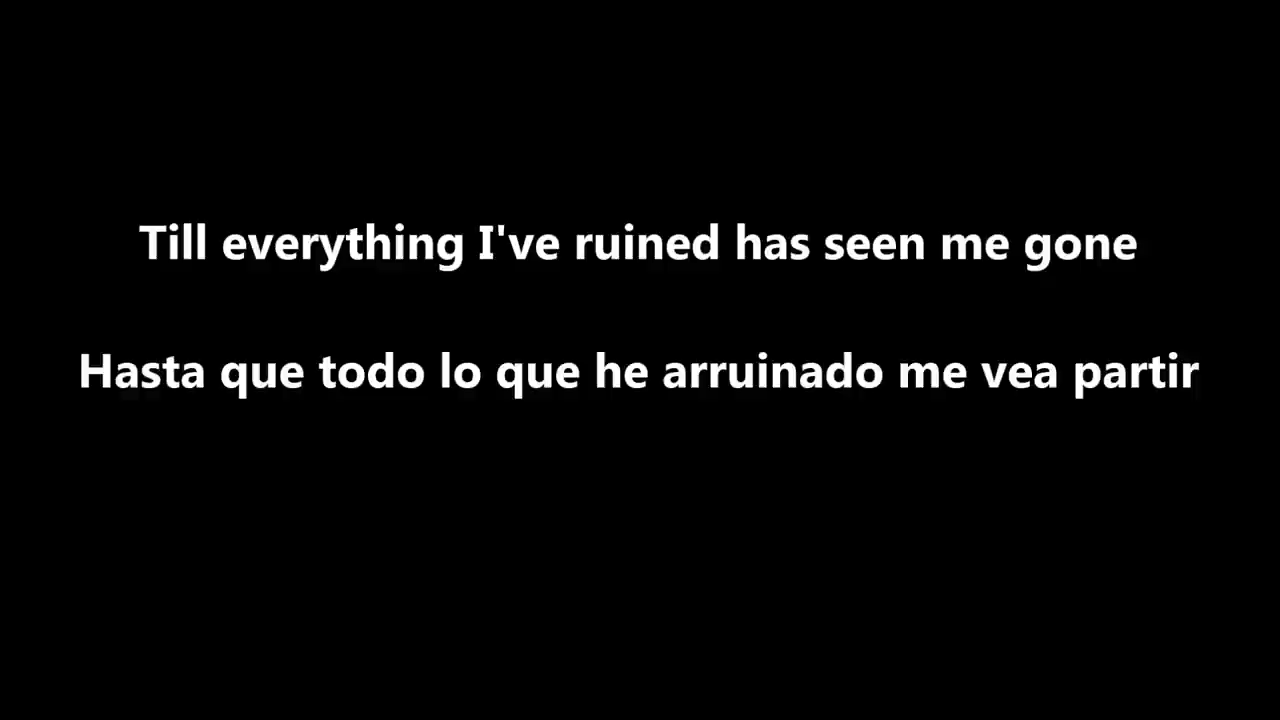 Till everything I've ruined has seen me gone
Hasta que todo lo que he arruinado me vea partir